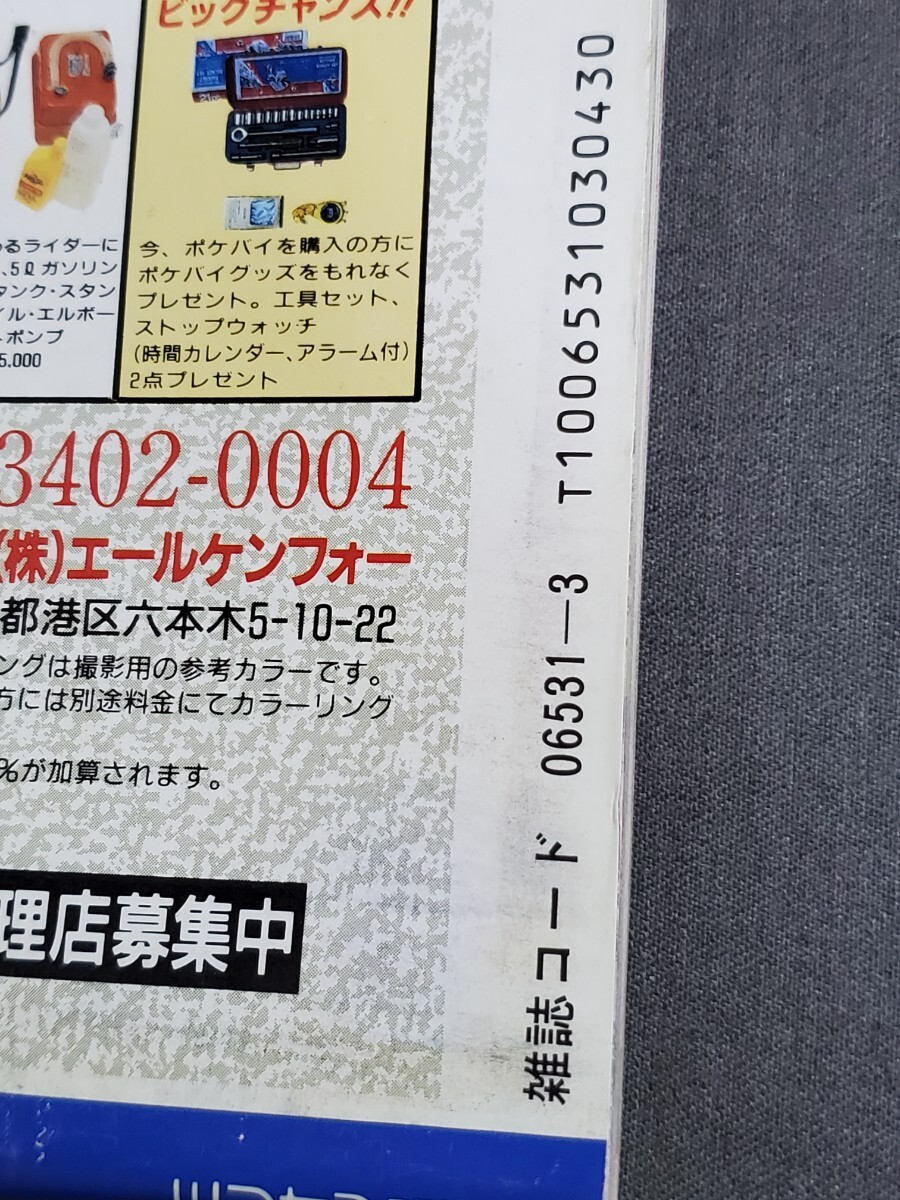 ビッグチャンス!!
今、ポケバイを購入の方に
ポケバイグッズをもれなく
プレゼント。工具セット、
ストップウォッチ
(時間カレンダー、アラーム付)
2点プレゼント
るライダーに
、5ℓガソリン
タンク・スタン
イル・エルボー
ポンプ
5.000
3402-0004
(株)エールケンフォー
都港区六本木5-10-22
ングは撮影用の参考カラーです。
方には別途料金にてカラーリング
%が加算されます。
理店募集中
雑誌コード 06531—3 T1006531030430